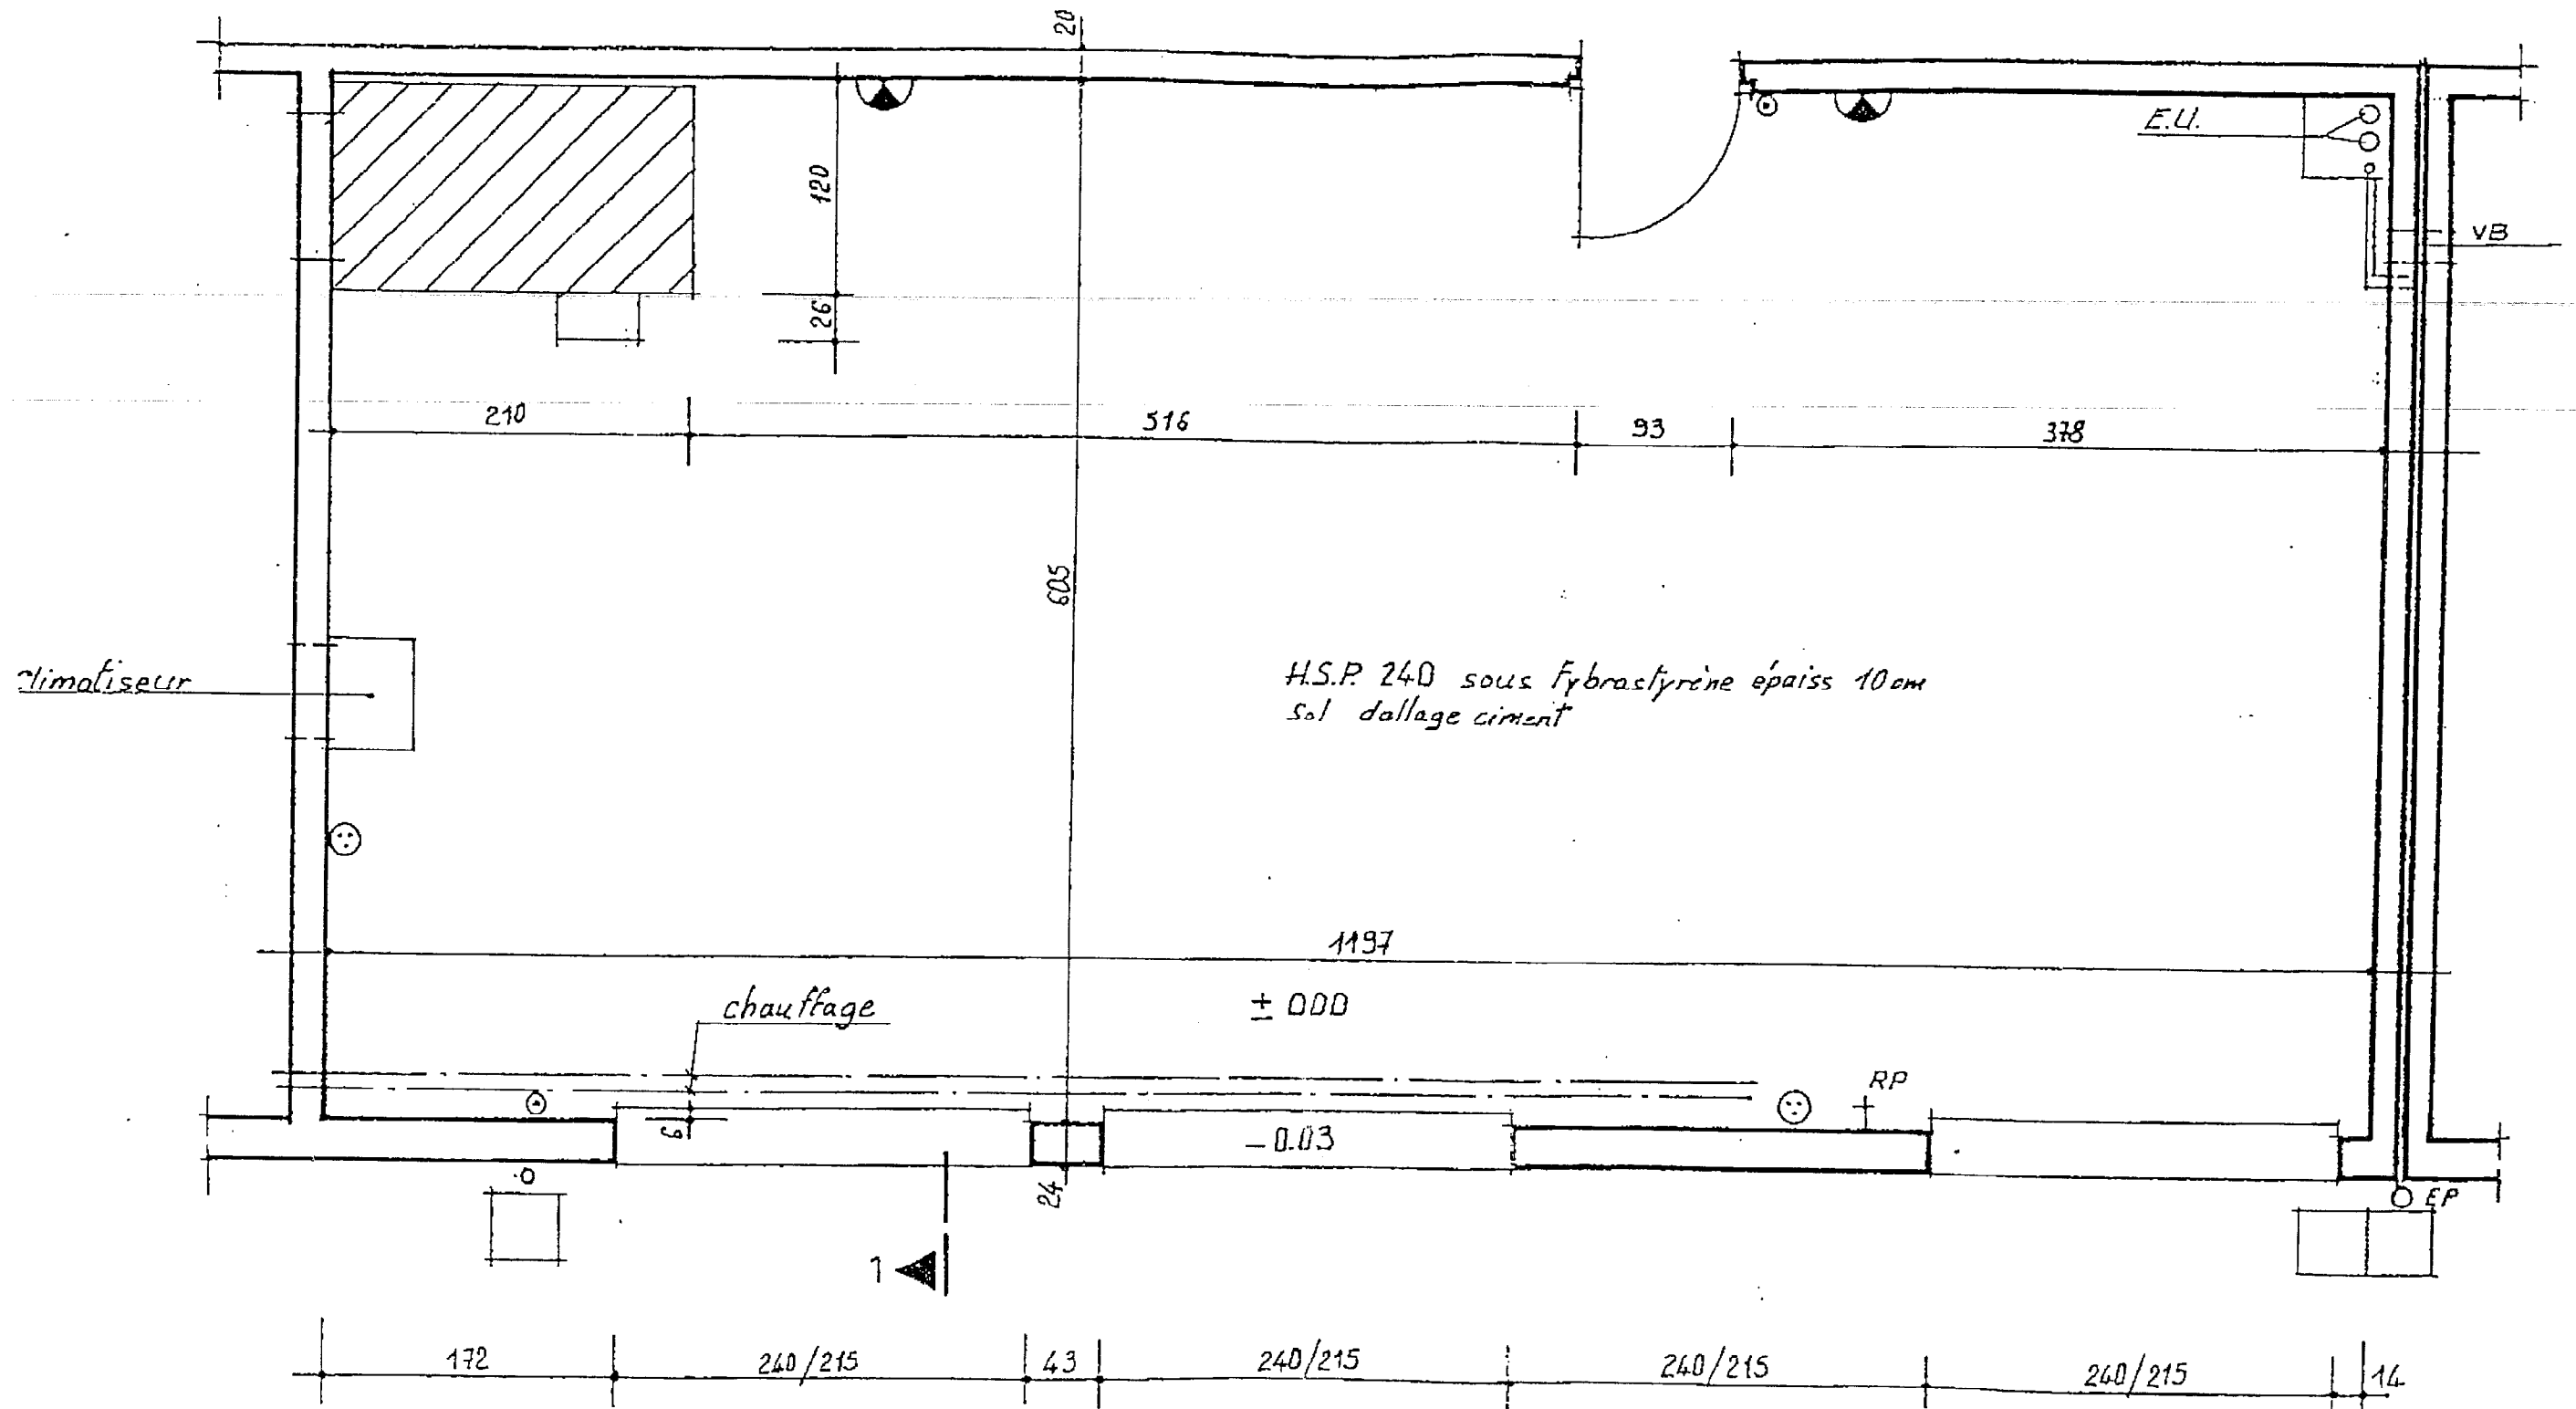 20
E.U.
120
VB
26
210
516
93
378
605
H.S.P. 240 sous Fybrastyrène épaiss 10 cm
climatiseur
Sol dallage ciment
1197
chauffage
± 000
RP
6
-0.03
24
EP
1
172
240/215
43
240/215
240/215
240/215
14